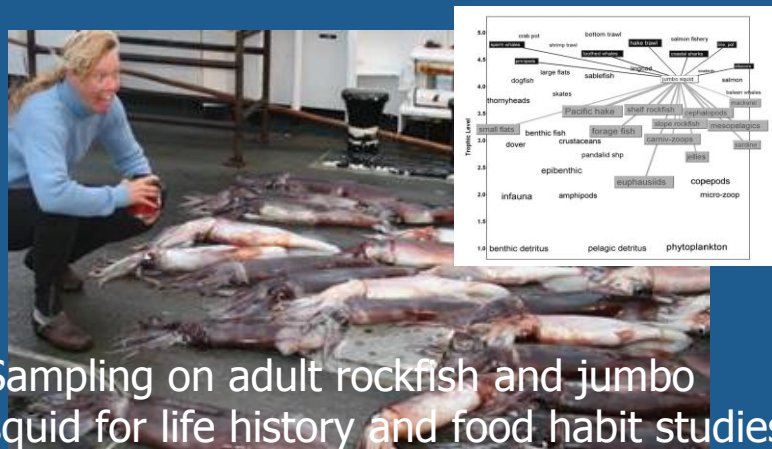 5.0
crab pot
bottom trawl
salmon fishery
sperm whales
shrimp trawl
hake trawl
4.5
toothed whales
coastal sharks
pinnipeds
large flats
legcod
sablefish
jumbo squid
salmon
4.0
dogfish
skates
baleen whales
thornyheads
mackerel
3.5
Pacific hake
shelf rockfish
cephalopods
Trophic Level
small flats
benthic fish
forage fish
slope rockfish
mesopelagics
3.0
dover
crustaceans
carniv-zoops
sardine
pandalid shp
jellies
2.5
epibenthic
euphausiids
copepods
2.0
infauna
amphipods
micro-zoop
1.5
1.0
benthic detritus
pelagic detritus
phytoplankton
Sampling on adult rockfish and jumbo
squid for life history and food habit studies